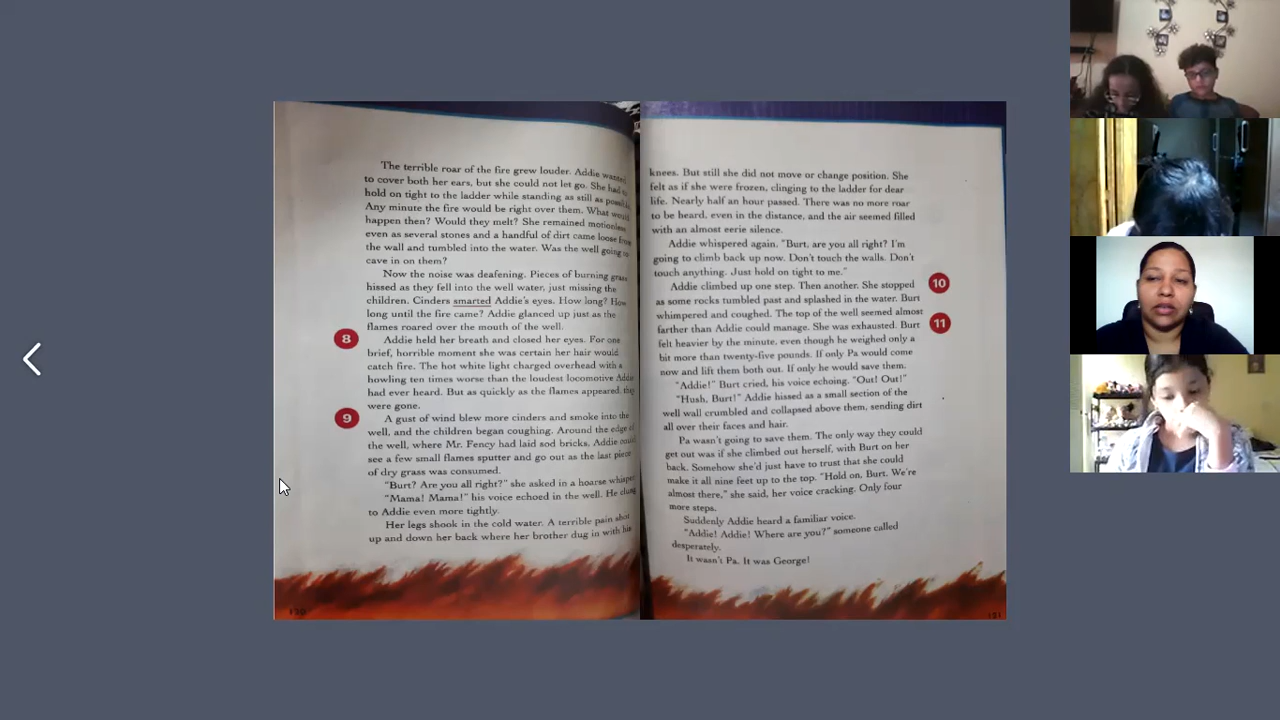 The terrible roar of the fire grew louder. Addie wanted
to cover both her ears, but she could not let go. She had to
hold on tight to the ladder while standing as still as possible.
Any minute the fire would be right over them. What would
happen then? Would they melt? She remained motionless
even as several stones and a handful of dirt came loose from
the wall and tumbled into the water. Was the well going to
cave in on them?
Now the noise was deafening. Pieces of burning grass
hissed as they fell into the well water, just missing the
children. Cinders smarted Addie's eyes. How long? How
long until the fire came? Addie glanced up just as the
flames roared over the mouth of the well.
8
Addie held her breath and closed her eyes. For one
brief, horrible moment she was certain her hair would
catch fire. The hot white light charged overhead with a
howling ten times worse than the loudest locomotive Addie
had ever heard. But as quickly as the flames appeared, they
were gone.
9
A gust of wind blew more cinders and smoke into the
well, and the children began coughing. Around the edge of
the well, where Mr. Fency had laid sod bricks, Addie could
see a few small flames sputter and go out as the last piece
of dry grass was consumed.
"Burt? Are you all right?" she asked in a hoarse whisper.
"Mama! Mama!" his voice echoed in the well. He clung
to Addie even more tightly.
Her legs shook in the cold water. A terrible pain shot
up and down her back where her brother dug in with his
130
knees. But still she did not move or change position. She
felt as if she were frozen, clinging to the ladder for dear
life. Nearly half an hour passed. There was no more roar
to be heard, even in the distance, and the air seemed filled
with an almost eerie silence.
Addie whispered again. "Burt, are you all right? I'm
going to climb back up now. Don't touch the walls. Don't
touch anything. Just hold on tight to me."
Addie climbed up one step. Then another. She stopped
10
as some rocks tumbled past and splashed in the water. Burt
whimpered and coughed. The top of the well seemed almost
farther than Addie could manage. She was exhausted. Burt
11
felt heavier by the minute, even though he weighed only a
bit more than twenty-five pounds. If only Pa would come
now and lift them both out. If only he would save them.
"Addie!" Burt cried, his voice echoing. "Out! Out!"
"Hush, Burt!" Addie hissed as a small section of the
well wall crumbled and collapsed above them, sending dirt
all over their faces and hair.
Pa wasn't going to save them. The only way they could
get out was if she climbed out herself, with Burt on her
back. Somehow she'd just have to trust that she could
make it all nine feet up to the top. "Hold on, Burt. We're
almost there," she said, her voice cracking. Only four
more steps.
Suddenly Addie heard a familiar voice.
"Addie! Addie! Where are you?" someone called
desperately.
It wasn't Pa. It was George!
131